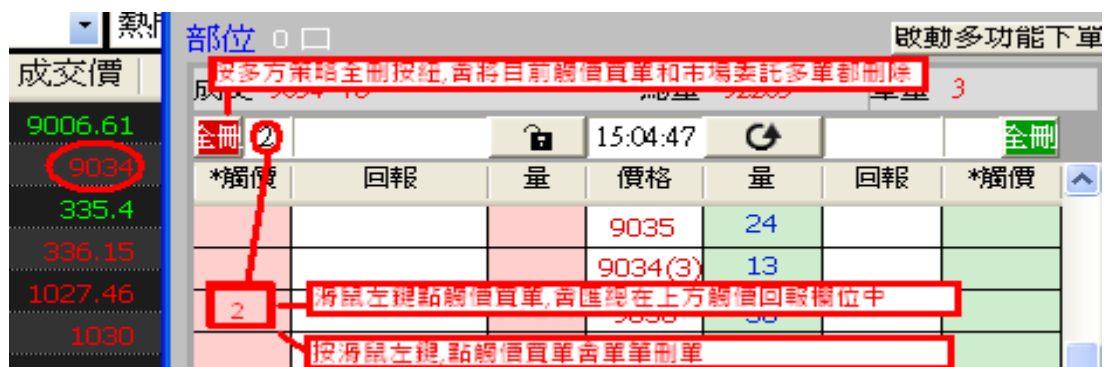 熱
部位 0
啟動多功能下單
成交價
按多方策略全刪按鈕,會將目前觸價買單和市場委託多單都刪除
3
9006.61
全刪 2 15:04:47 全刪
9034
*觸價 回報 量 價格 量 回報 *觸價
335.4
9035 24
336.15
9034(3) 13
1027.46
2
滑鼠左鍵點觸價買單,會匯總在上方觸價回報欄位中
1030
按滑鼠左鍵,點觸價買單會單筆刪單